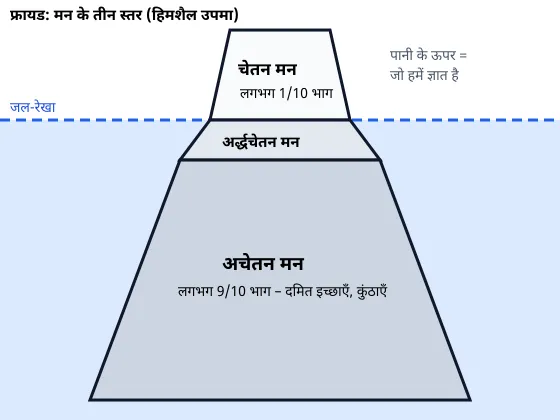 फ्रायड: मन के तीन स्तर (हिमशैल उपमा)
चेतन मन
लगभग 1/10 भाग
पानी के ऊपर =
जो हमें ज्ञात है
जल-रेखा
अर्द्धचेतन मन
अचेतन मन
लगभग 9/10 भाग – दमित इच्छाएँ, कुंठाएँ